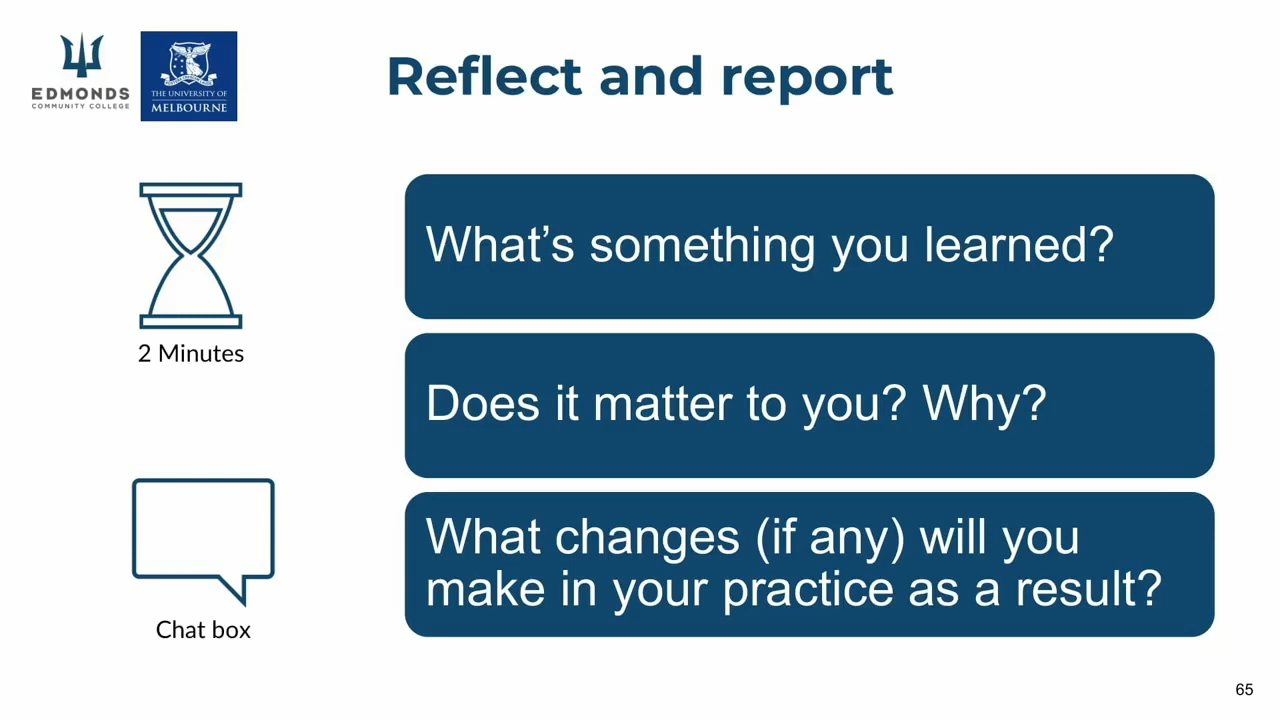 EDMONDS
COMMUNITY COLLEGE
THE UNIVERSITY OF
MELBOURNE
Reflect and report
2 Minutes
What’s something you learned?
Does it matter to you? Why?
What changes (if any) will you
make in your practice as a result?
Chat box
65